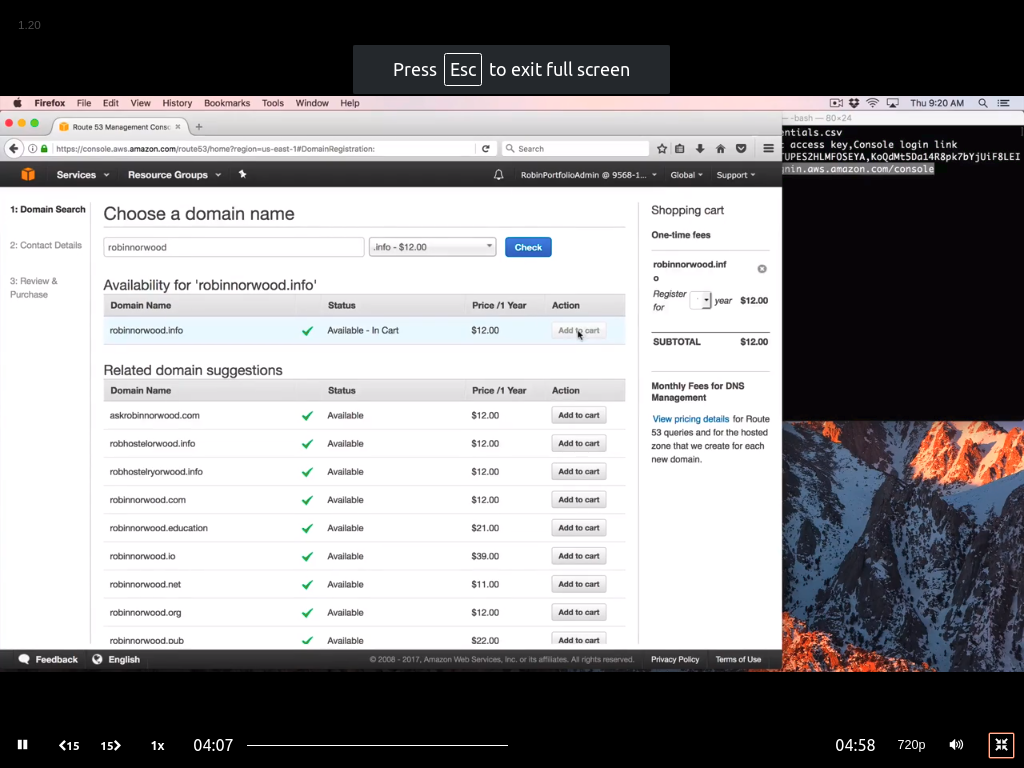 1.20
Press Esc to exit full screen
Firefox File Edit View History Bookmarks Tools Window Help
Thu 9:20 AM
Route 53 Management Consc
— -bash — 80×24
https://console.aws.amazon.com/route53/home?region=us-east-1#DomainRegistration:
Search
entials.csv
access key,Console login link
Services
Resource Groups
RobinPortfolioAdmin @ 9568-1...
Global
Support
.aws.amazon.com/console
1: Domain Search
2: Contact Details
3: Review &
Purchase
Choose a domain name
robinnorwood
.info - $12.00
Check
Availability for 'robinnorwood.info'
Domain Name Status Price /1 Year Action
robinnorwood.info Available - In Cart $12.00 Add to cart
Related domain suggestions
Domain Name Status Price /1 Year Action
askrobinnorwood.com Available $12.00 Add to cart
robhostelorwood.info Available $12.00 Add to cart
robhostelryorwood.info Available $12.00 Add to cart
robinnorwood.com Available $12.00 Add to cart
robinnorwood.education Available $21.00 Add to cart
robinnorwood.io Available $39.00 Add to cart
robinnorwood.net Available $11.00 Add to cart
robinnorwood.org Available $12.00 Add to cart
robinnorwood.pub Available $22.00 Add to cart
Shopping cart
One-time fees
robinnorwood.inf
o
Register
for
year $12.00
SUBTOTAL $12.00
Monthly Fees for DNS
Management
View pricing details for Route
53 queries and for the hosted
zone that we create for each
new domain.
Feedback
English
© 2008 - 2017, Amazon Web Services, Inc. or its affiliates. All rights reserved.
Privacy Policy
Terms of Use
15
15
1x
04:07
04:58
720p